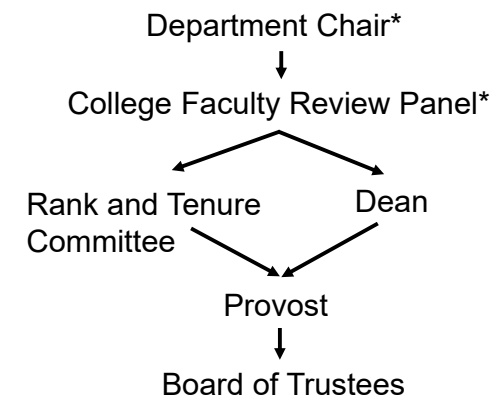 Department Chair*
College Faculty Review Panel*
Rank and Tenure
Committee
Dean
Provost
Board of Trustees